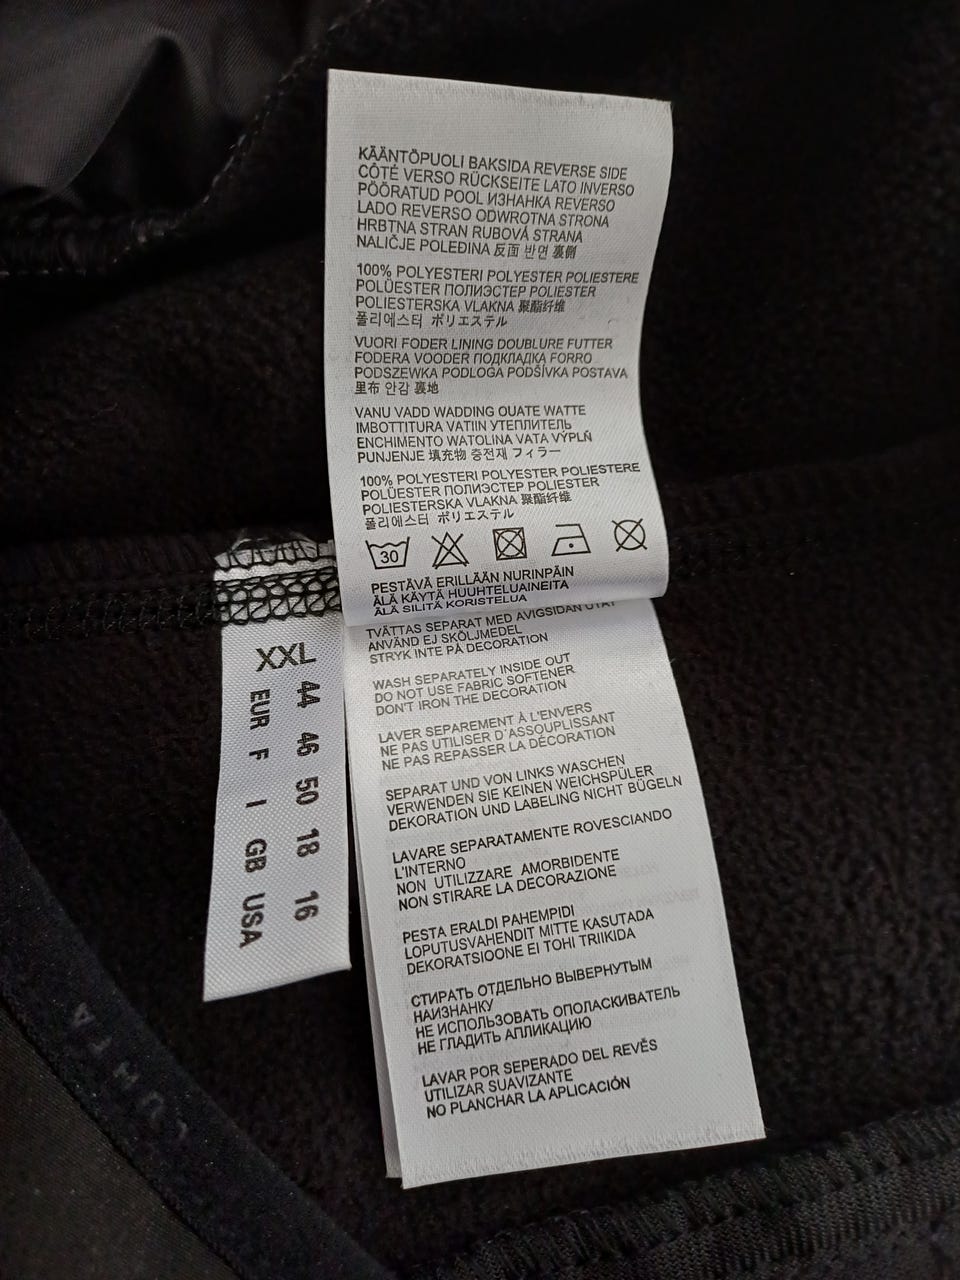 KÄÄNTÖPUOLI BAKSIDA REVERSE SIDE
CÔTÉ VERSO RÜCKSEITE LATO INVERSO
PÖÖRATUD POOL ИЗНАНКА REVERSO
LADO REVERSO ODWROTNA STRONA
HRBTNA STRAN RUBOVÁ STRANA
NALIČJE POLEĐINA 反面 반면 裏側
100% POLYESTERI POLYESTER POLIESTERE
POLÜESTER ПОЛИЭСТЕР POLIESTER
POLIESTERSKA VLAKNA 聚酯纤维
폴리에스터 ポリエステル
VUORI FODER LINING DOUBLURE FUTTER
FODERA VOODER ПОДКЛАДКА FORRO
PODSZEWKA PODLOGA PODŠÍVKA POSTAVA
里布 안감 裏地
VANU VADD WADDING OUATE WATTE
IMBOTTITURA VATIIN УТЕПЛИТЕЛЬ
ENCHIMENTO WATOLINA VATA VÝPLŇ
PUNJENJE 填充物 충전재 フィラー
100% POLYESTERI POLYESTER POLIESTERE
POLÜESTER ПОЛИЭСТЕР POLIESTER
POLIESTERSKA VLAKNA 聚酯纤维
폴리에스터 ポリエステル
30
PESTÄVÄ ERILLÄÄN NURINPÄIN
ÄLÄ KÄYTÄ HUUHTELUAINEITA
ÄLÄ SILITÄ KORISTELUA
TVÄTTAS SEPARAT MED AVIGSIDAN UTÅT
ANVÄND EJ SKÖLJMEDEL
STRYK INTE PÅ DECORATION
WASH SEPARATELY INSIDE OUT
DO NOT USE FABRIC SOFTENER
DON'T IRON THE DECORATION
LAVER SEPAREMENT À L'ENVERS
NE PAS UTILISER D'ASSOUPLISSANT
NE PAS REPASSER LA DÉCORATION
SEPARAT UND VON LINKS WASCHEN
VERWENDEN SIE KEINEN WEICHSPÜLER
DEKORATION UND LABELING NICHT BÜGELN
LAVARE SEPARATAMENTE ROVESCIANDO
L'INTERNO
NON UTILIZZARE AMORBIDENTE
NON STIRARE LA DECORAZIONE
PESTA ERALDI PAHEMPIDI
LOPUTUSVAHENDIT MITTE KASUTADA
DEKORATSIOONE EI TOHI TRIIKIDA
СТИРАТЬ ОТДЕЛЬНО ВЫВЕРНУТЫМ
НАИЗНАНКУ
НЕ ИСПОЛЬЗОВАТЬ ОПОЛАСКИВАТЕЛЬ
НЕ ГЛАДИТЬ АППЛИКАЦИЮ
LAVAR POR SEPERADO DEL REVÉS
UTILIZAR SUAVIZANTE
NO PLANCHAR LA APLICACIÓN
XXL
44 46 50 18 16
EUR F I GB USA